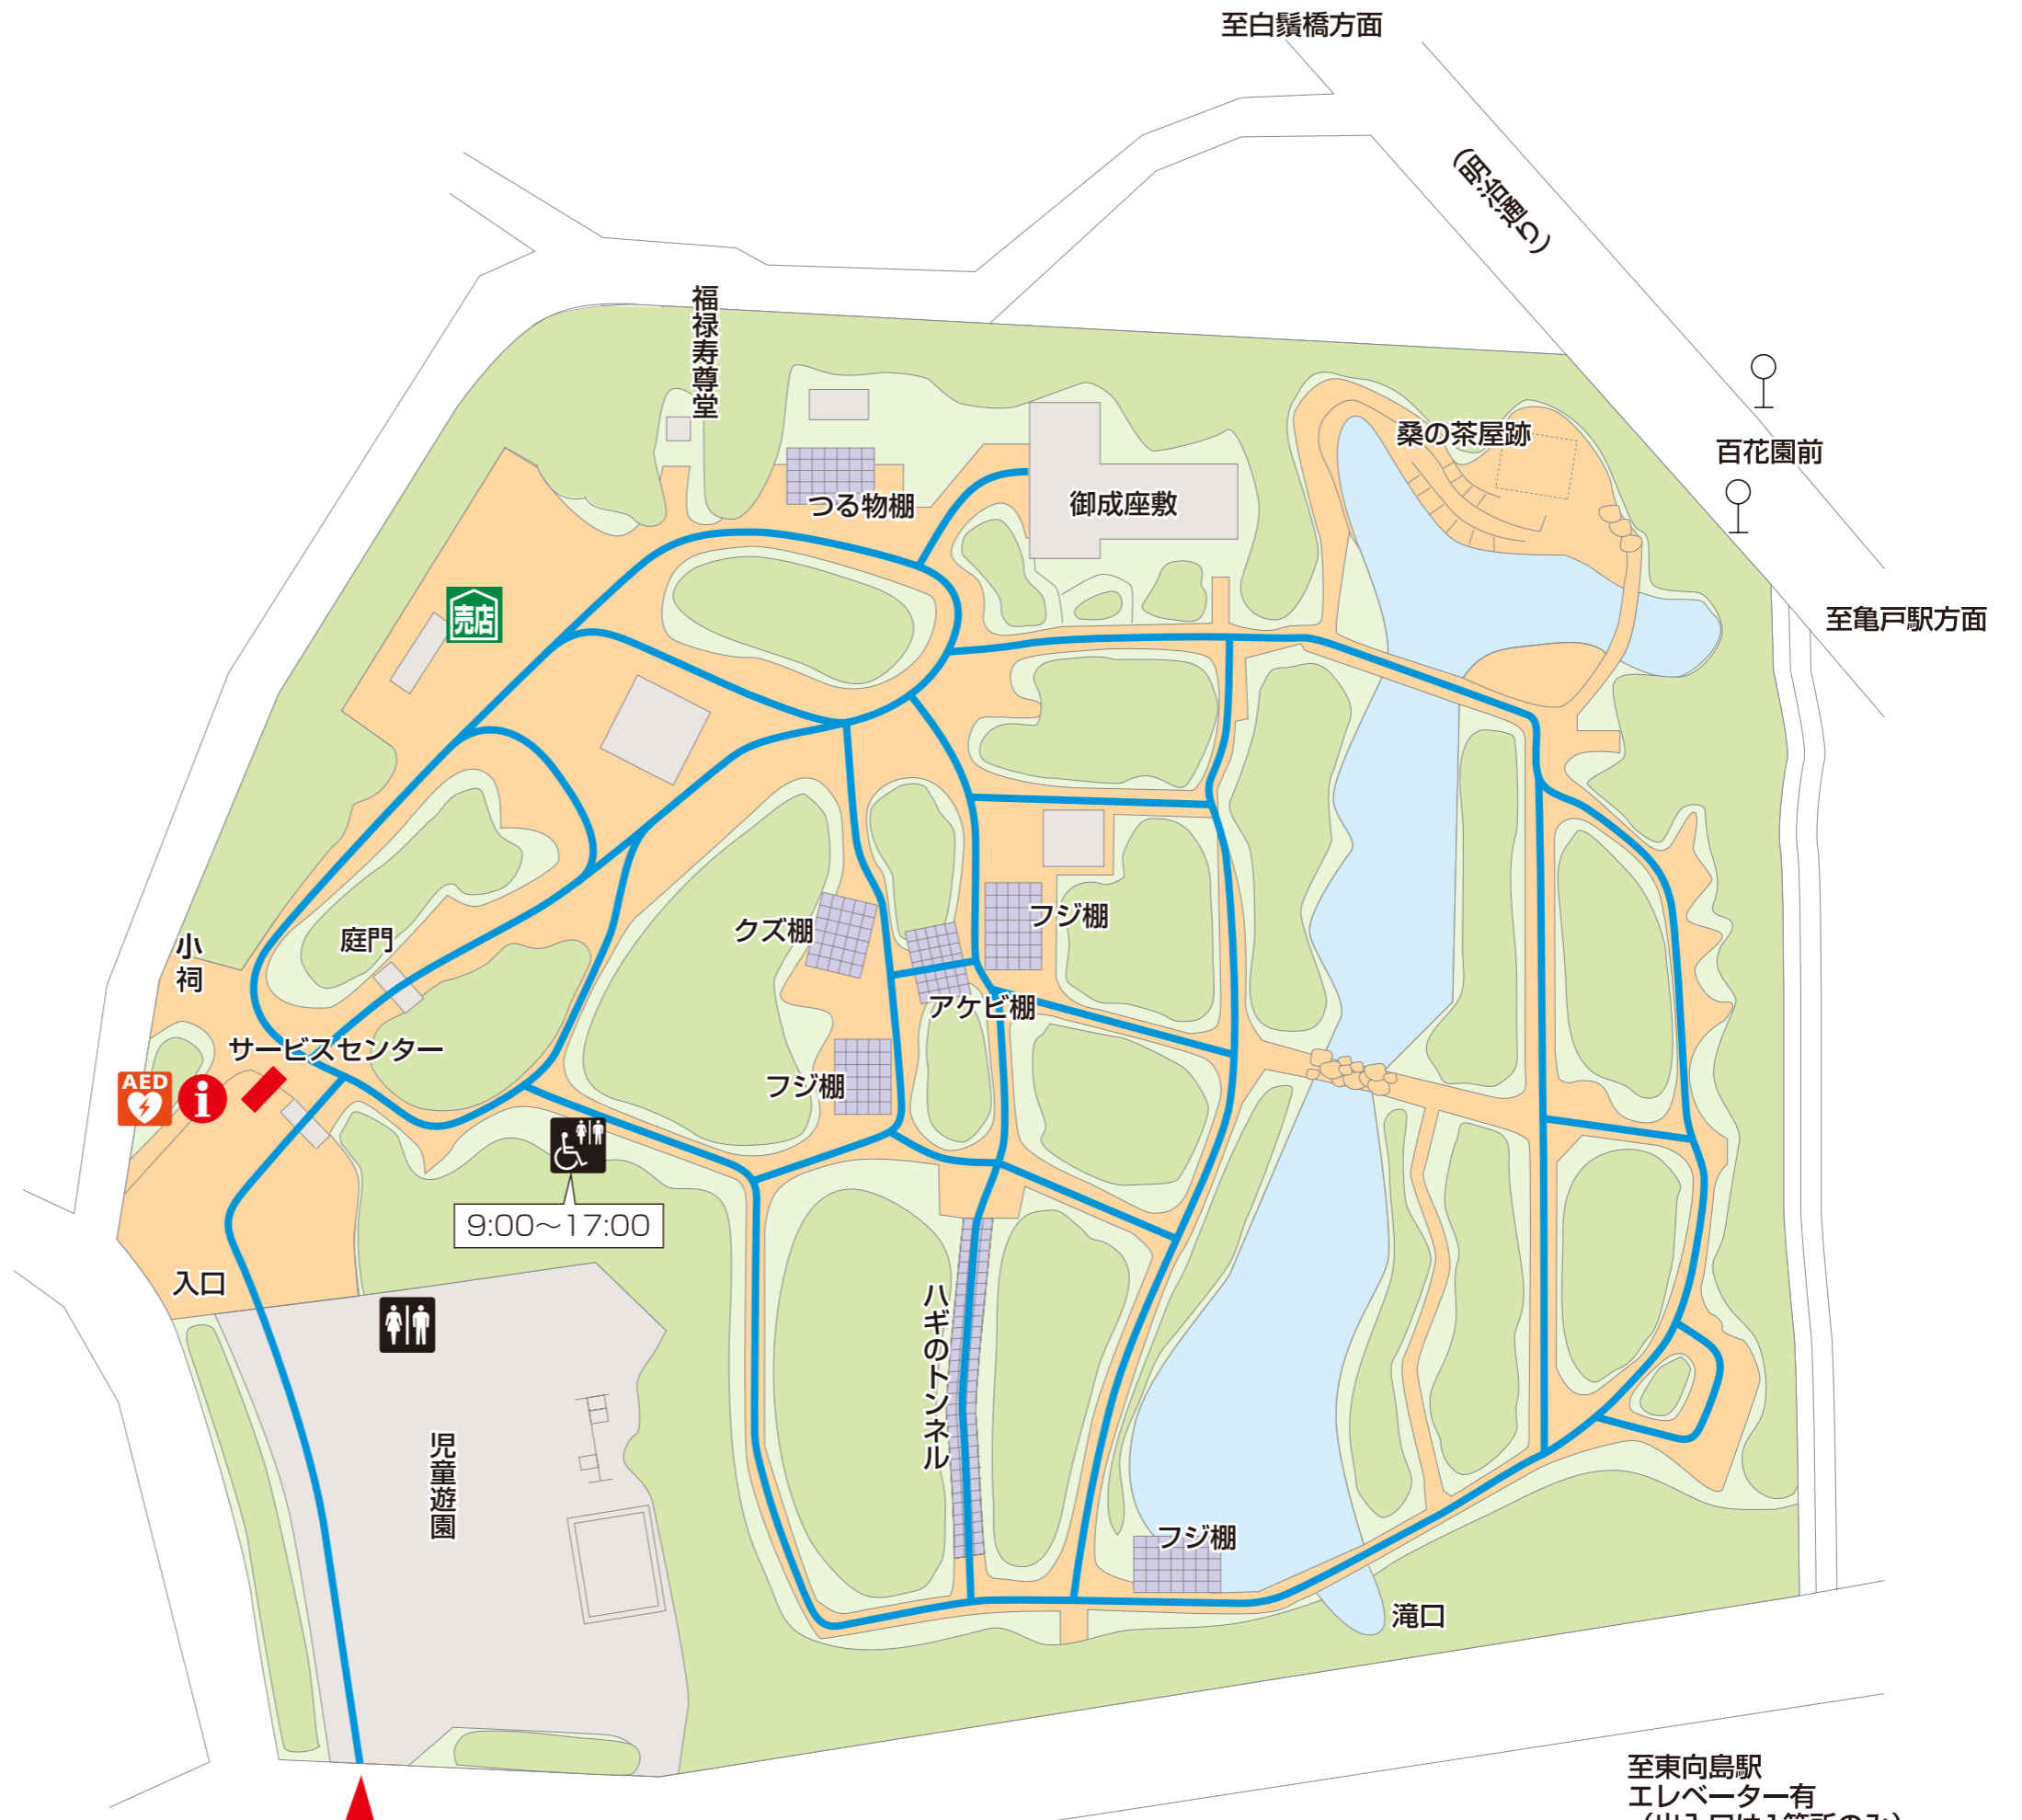 至白鬚橋方面
(明治通り)
福禄寿尊堂
桑の茶屋跡
百花園前
つる物棚
御成座敷
売店
至亀戸駅方面
クズ棚
フジ棚
小祠
庭門
アケビ棚
サービスセンター
AED
i
フジ棚
9:00〜17:00
入口
ハギのトンネル
児童遊園
フジ棚
滝口
至東向島駅
エレベーター有